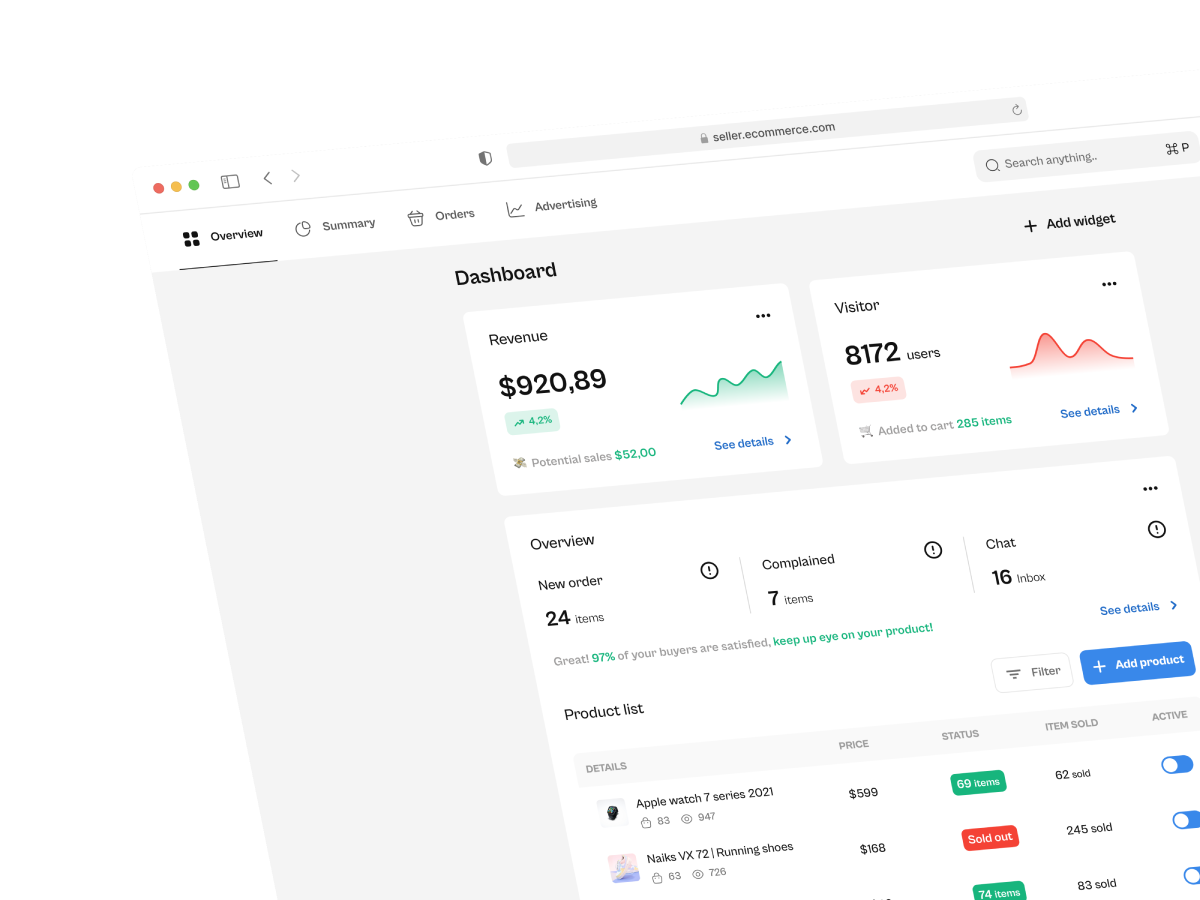 seller.ecommerce.com
Search anything..
⌘ P
Overview
Summary
Orders
Advertising
Dashboard
Add widget
Revenue
$920,89
4,2%
Potential sales $52,00
See details
Visitor
8172 users
4,2%
Added to cart 285 items
See details
Overview
New order
24 items
Complained
7 items
Chat
16 Inbox
Great! 97% of your buyers are satisfied, keep up eye on your product!
See details
Product list
Filter
Add product
DETAILS PRICE STATUS ITEM SOLD ACTIVE
Apple watch 7 series 2021
83 947
$599
69 items
62 sold
Naiks VX 72 | Running shoes
63 726
$168
Sold out
245 sold
74 items
83 sold